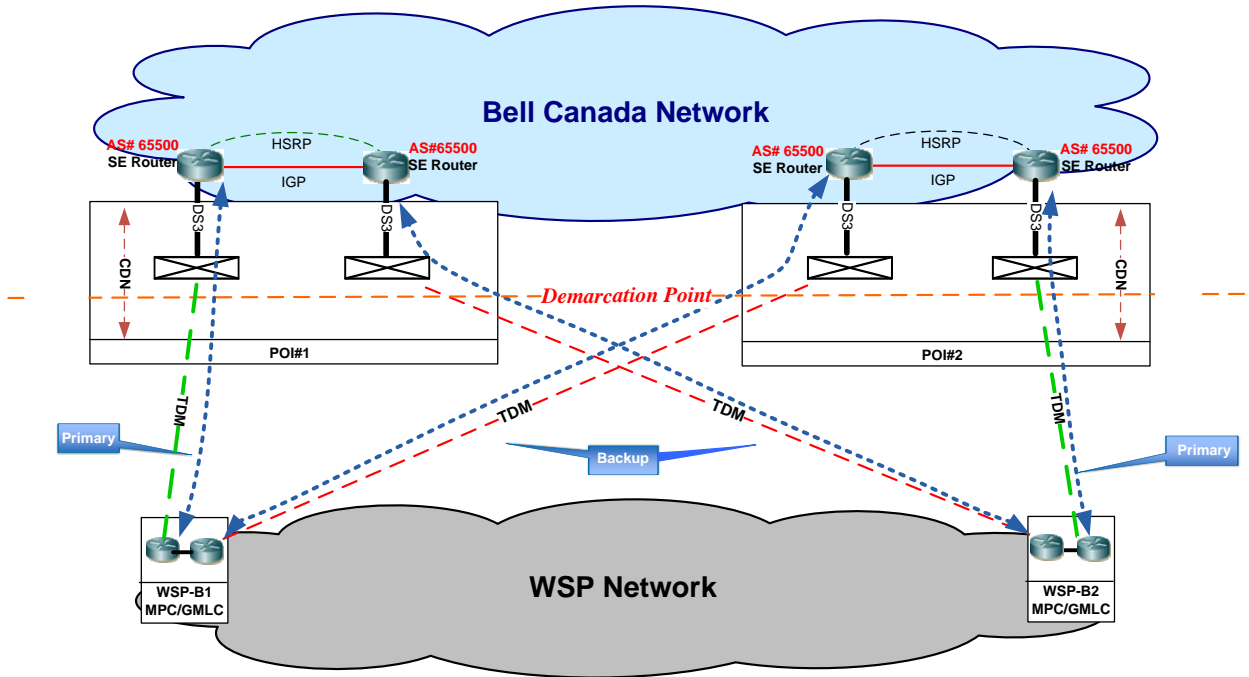 Bell Canada Network
AS# 65500
SE Router
HSRP
IGP
AS#65500
SE Router
AS# 65500
SE Router
HSRP
IGP
AS# 65500
SE Router
DS3
DS3
DS3
DS3
CDN
CDN
Demarcation Point
POI#1
POI#2
TDM
TDM
TDM
TDM
Primary
Backup
Primary
WSP-B1
MPC/GMLC
WSP Network
WSP-B2
MPC/GMLC